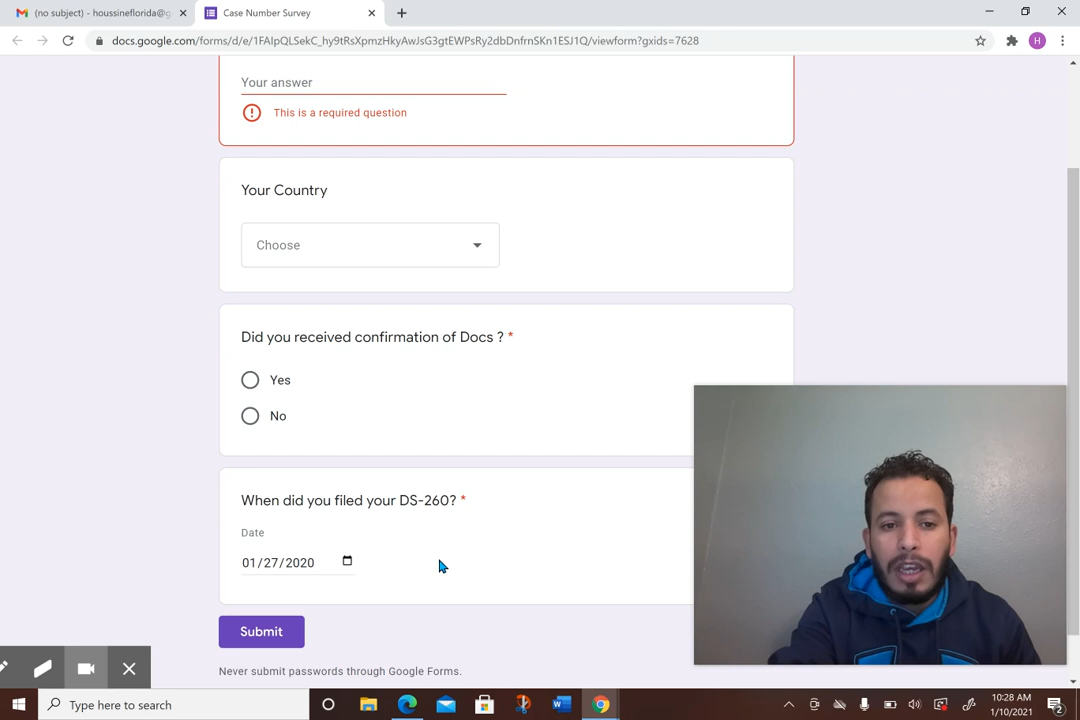 (no subject) - houssineflorida@g
Case Number Survey
docs.google.com/forms/d/e/1FAIpQLSekC_hy9tRsXpmzHkyAwJsG3gtEWPsRy2dbDnfrnSKn1ESJ1Q/viewform?gxids=7628
H
Your answer
This is a required question
Your Country
Choose
Did you received confirmation of Docs ? *
Yes
No
When did you filed your DS-260? *
Date
01/27/2020
Submit
Never submit passwords through Google Forms.
Type here to search
10:28 AM
1/10/2021
2